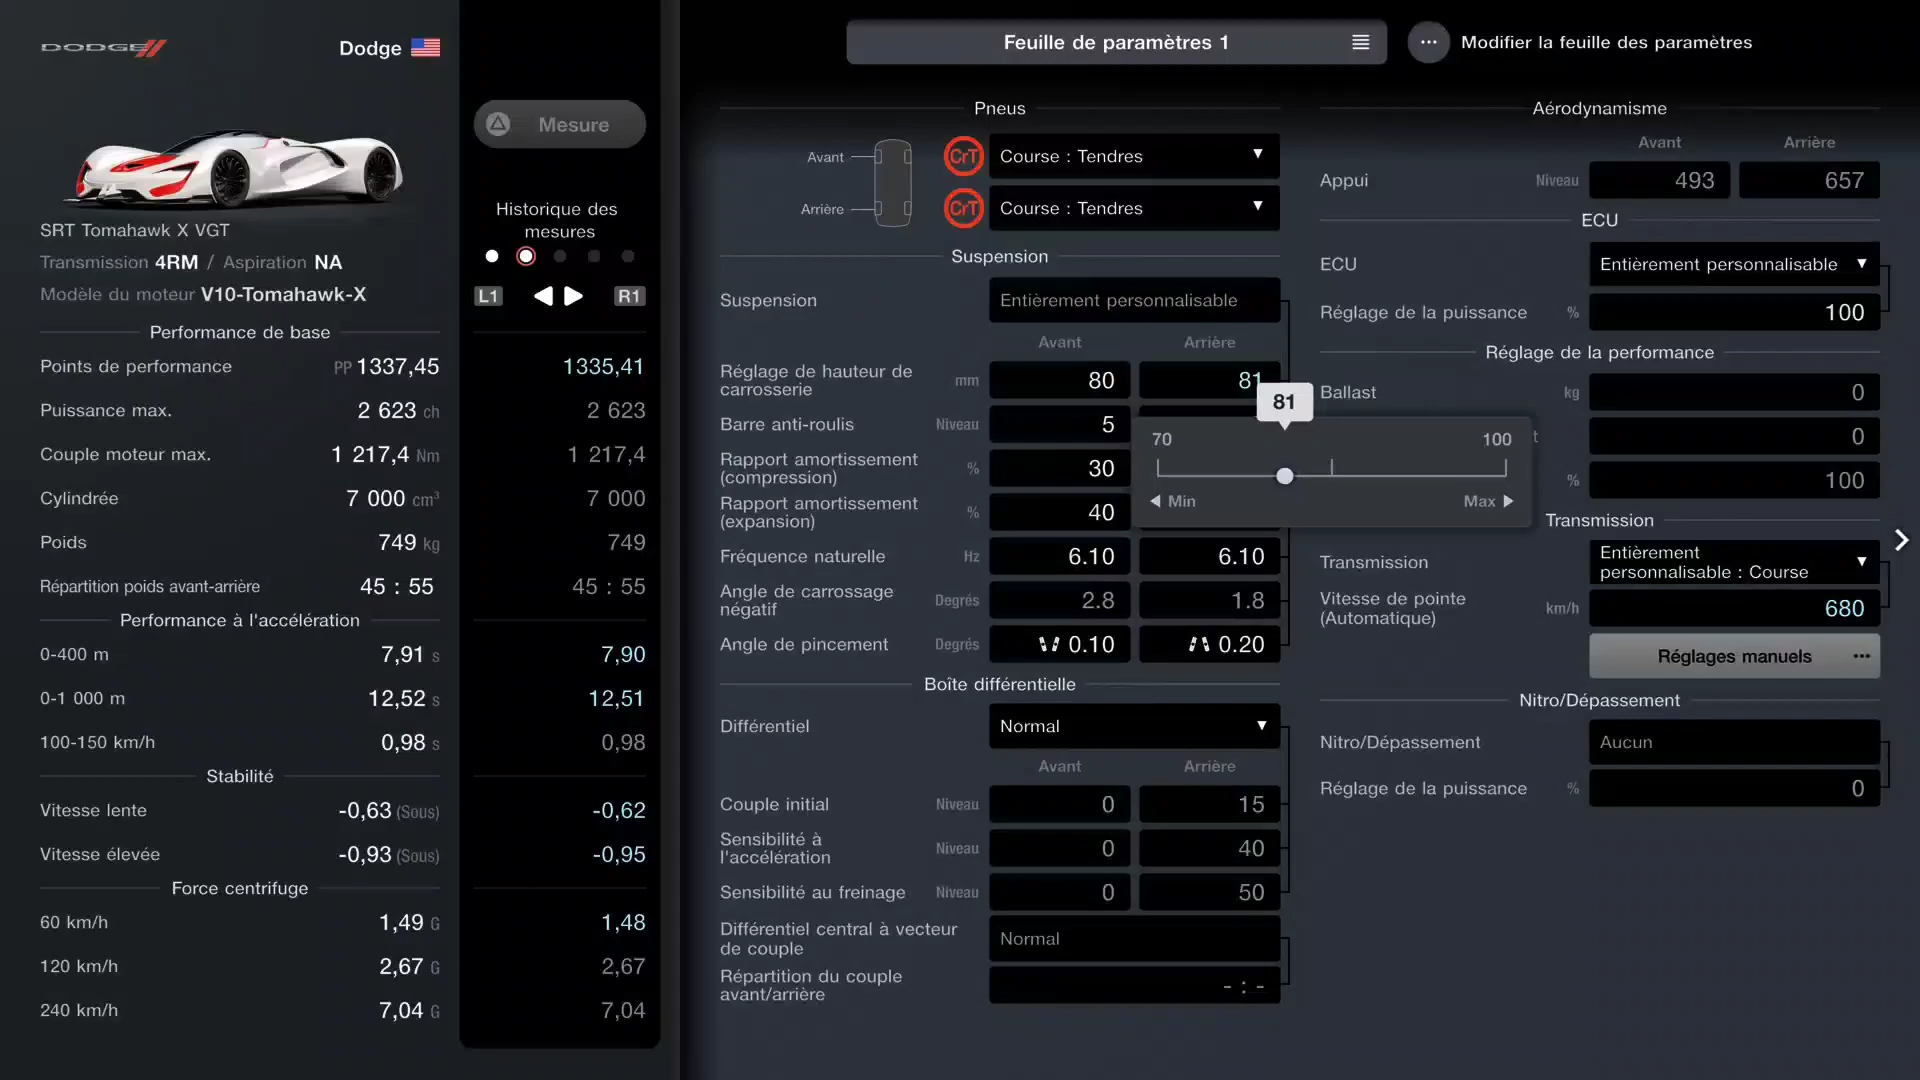 DODGE
Dodge
SRT Tomahawk X VGT
Transmission 4RM / Aspiration NA
Modèle du moteur V10-Tomahawk-X
Performance de base
Points de performance PP 1337,45
Puissance max. 2 623 ch
Couple moteur max. 1 217,4 Nm
Cylindrée 7 000 cm³
Poids 749 kg
Répartition poids avant-arrière 45 : 55
Performance à l'accélération
0-400 m 7,91 s
0-1 000 m 12,52 s
100-150 km/h 0,98 s
Stabilité
Vitesse lente -0,63 (Sous)
Vitesse élevée -0,93 (Sous)
Force centrifuge
60 km/h 1,49 G
120 km/h 2,67 G
240 km/h 7,04 G
Mesure
Historique des
mesures
L1 R1
1335,41
2 623
1 217,4
7 000
749
45 : 55
7,90
12,51
0,98
-0,62
-0,95
1,48
2,67
7,04
Feuille de paramètres 1
Modifier la feuille des paramètres
Pneus
Avant CrT Course : Tendres
Arrière CrT Course : Tendres
Suspension
Suspension Entièrement personnalisable
Avant Arrière
Réglage de hauteur de
carrosserie mm 80 81
Barre anti-roulis Niveau 5
Rapport amortissement
(compression) % 30
Rapport amortissement
(expansion) % 40
Fréquence naturelle Hz 6.10 6.10
Angle de carrossage
négatif Degrés 2.8 1.8
Angle de pincement Degrés 0.10 0.20
81
70 100
Min Max
Boîte différentielle
Différentiel Normal
Avant Arrière
Couple initial Niveau 0 15
Sensibilité à
l'accélération Niveau 0 40
Sensibilité au freinage Niveau 0 50
Différentiel central à vecteur
de couple Normal
Répartition du couple
avant/arrière - : -
Aérodynamisme
Avant Arrière
Appui Niveau 493 657
ECU
ECU Entièrement personnalisable
Réglage de la puissance % 100
Réglage de la performance
Ballast kg 0
t 0
% 100
Transmission
Transmission Entièrement
personnalisable : Course
Vitesse de pointe
(Automatique) km/h 680
Réglages manuels
Nitro/Dépassement
Nitro/Dépassement Aucun
Réglage de la puissance % 0